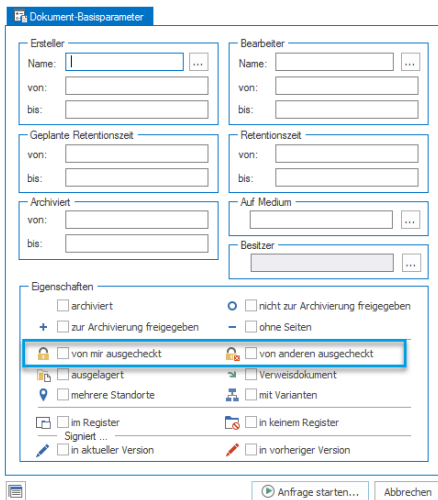 Dokument-Basisparameter
Ersteller
Name: ...
von:
bis:
Bearbeiter
Name: ...
von:
bis:
Geplante Retentionszeit
von:
bis:
Retentionszeit
von:
bis:
Archiviert
von:
bis:
Auf Medium
...
Besitzer
...
Eigenschaften
archiviert nicht zur Archivierung freigegeben
zur Archivierung freigegeben ohne Seiten
von mir ausgecheckt von anderen ausgecheckt
ausgelagert Verweisdokument
mehrere Standorte mit Varianten
im Register in keinem Register
Signiert ...
in aktueller Version in vorheriger Version
Anfrage starten... Abbrechen